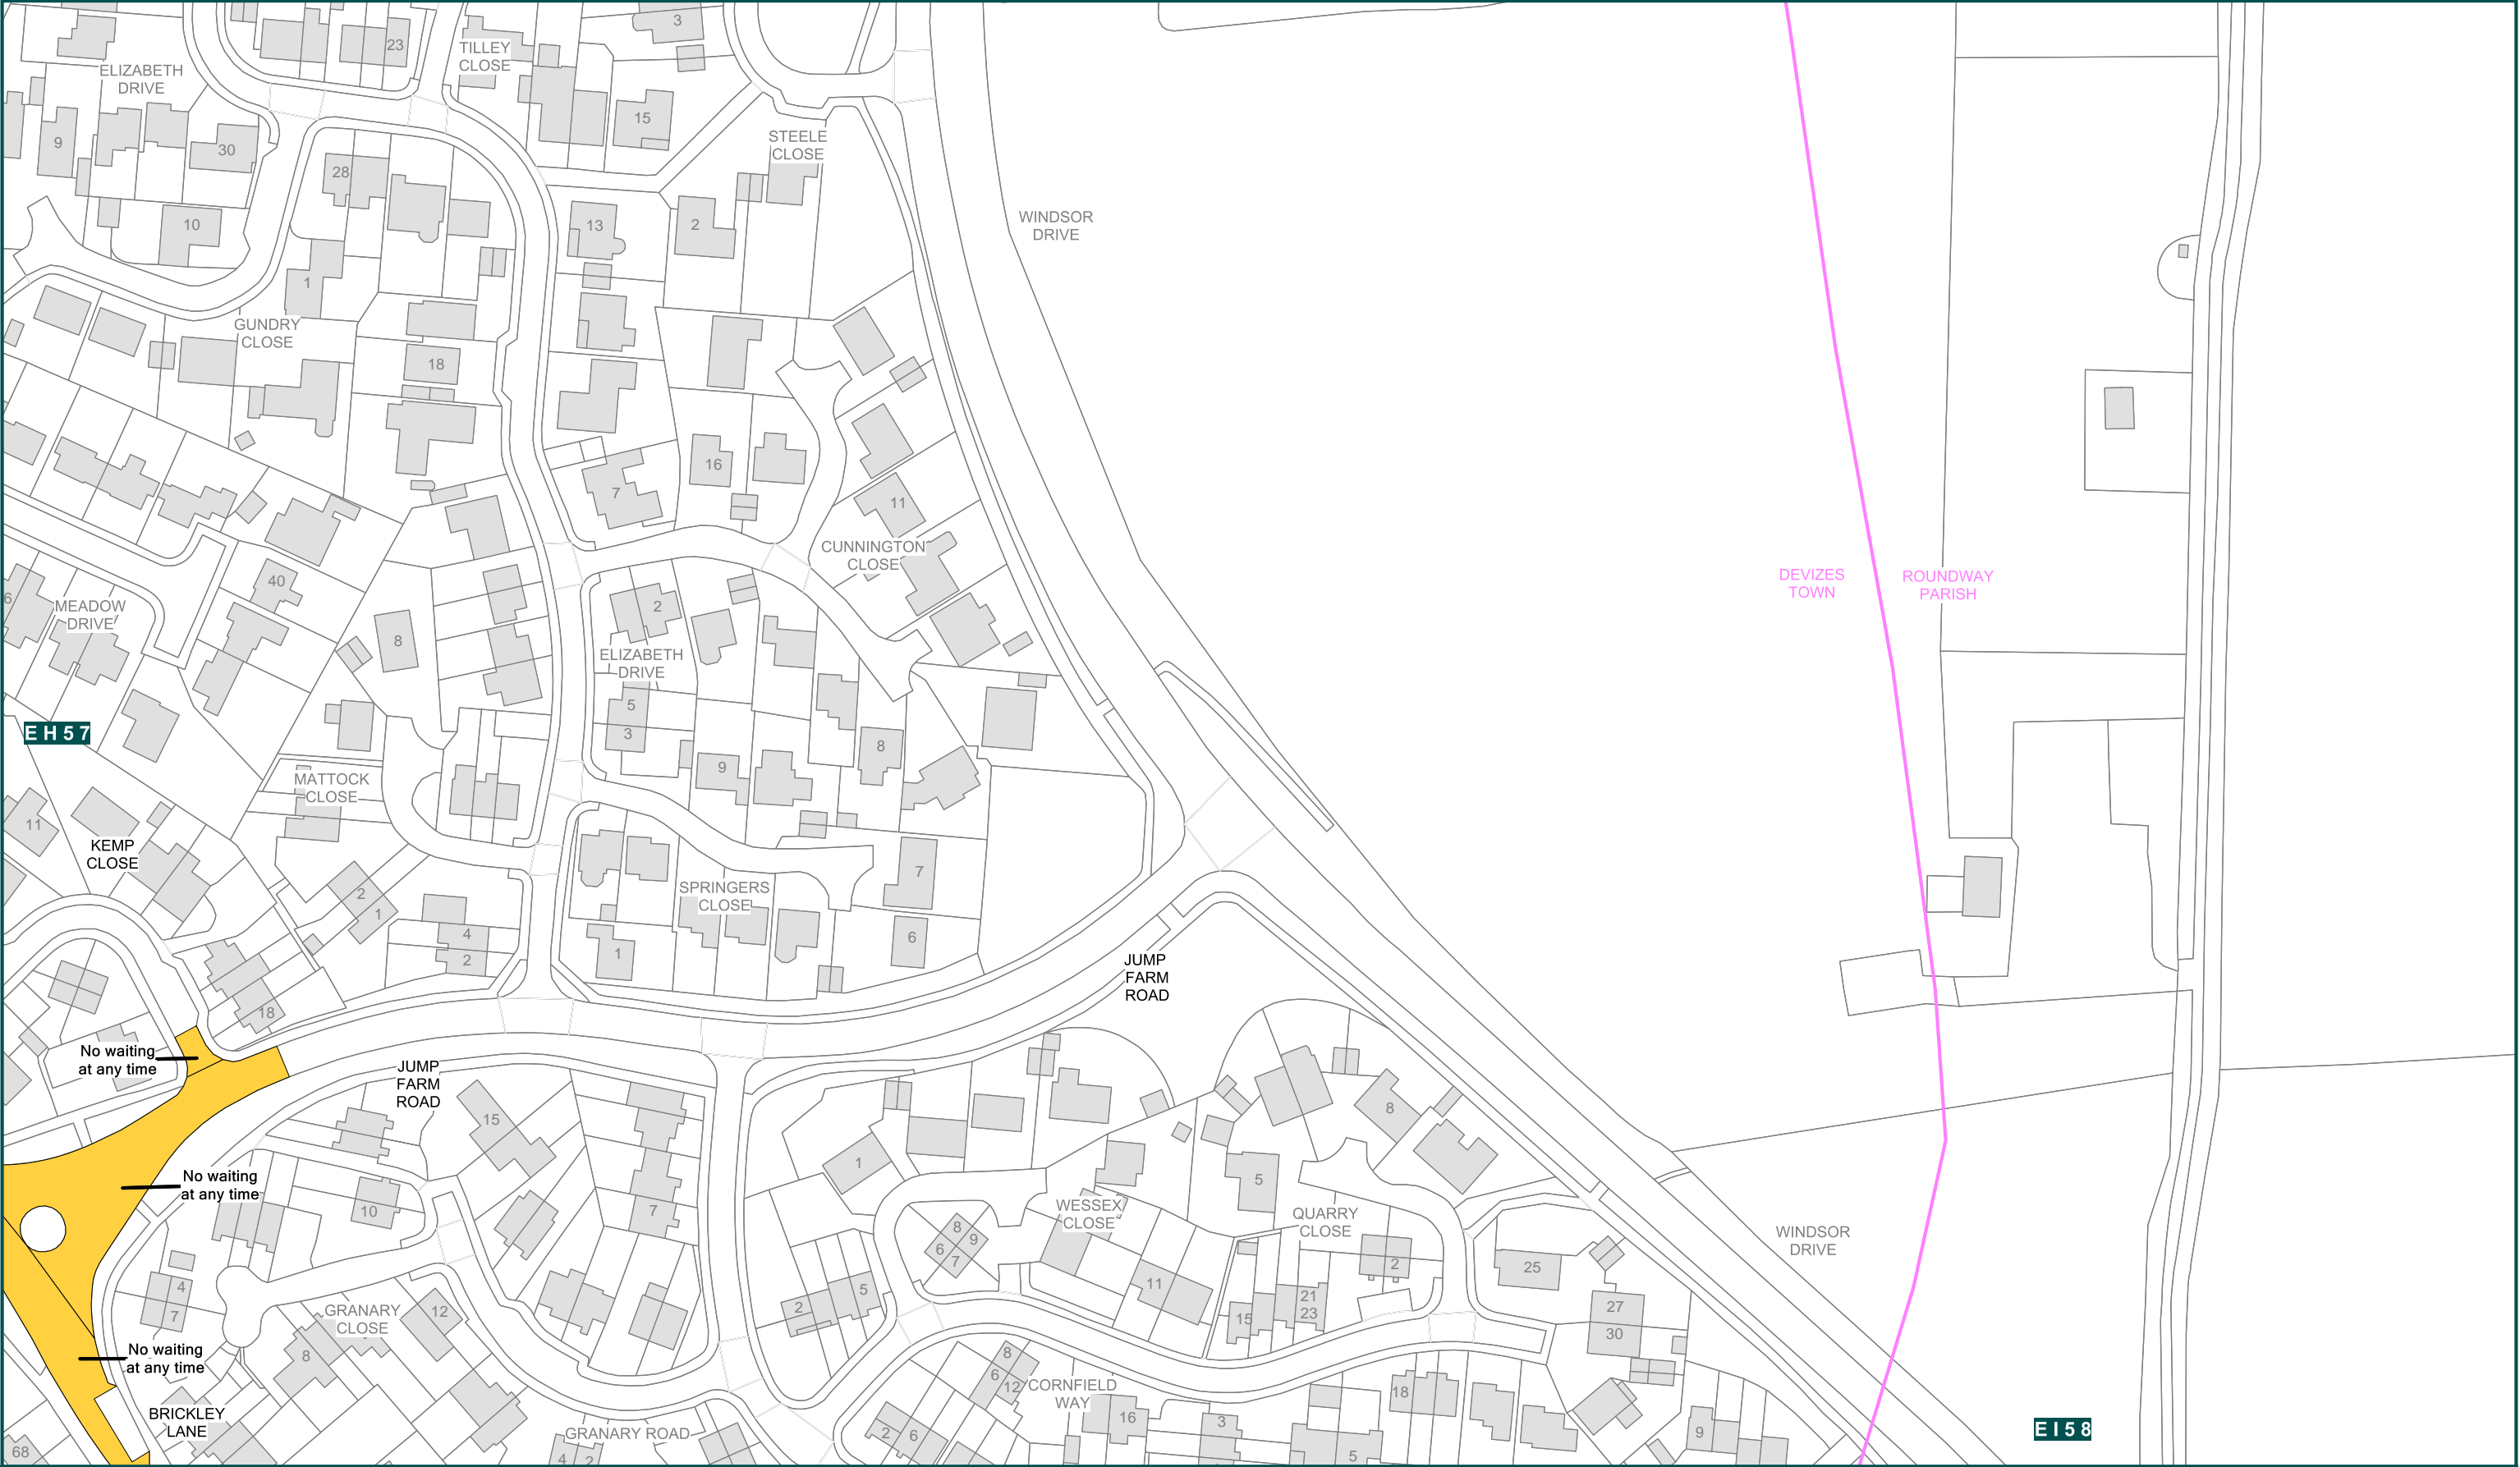 3
23
TILLEY
CLOSE
ELIZABETH
DRIVE
15
9
30
STEELE
CLOSE
28
10
13
2
WINDSOR
DRIVE
1
GUNDRY
CLOSE
18
16
7
11
CUNNINGTON
CLOSE
40
6
MEADOW
DRIVE
8
2
DEVIZES
TOWN
ROUNDWAY
PARISH
ELIZABETH
DRIVE
5
3
EH57
8
9
MATTOCK
CLOSE
11
KEMP
CLOSE
7
2
1
SPRINGERS
CLOSE
4
2
1
6
JUMP
FARM
ROAD
18
No waiting
at any time
JUMP
FARM
ROAD
15
8
1
No waiting
at any time
5
10
7
WESSEX
CLOSE
QUARRY
CLOSE
8
9
6
7
WINDSOR
DRIVE
2
25
4
7
11
5
2
21
23
15
27
30
GRANARY
CLOSE
12
8
No waiting
at any time
8
6
12
CORNFIELD
WAY
18
BRICKLEY
LANE
16
3
GRANARY ROAD
2
6
9
EI58
68
4
2
5